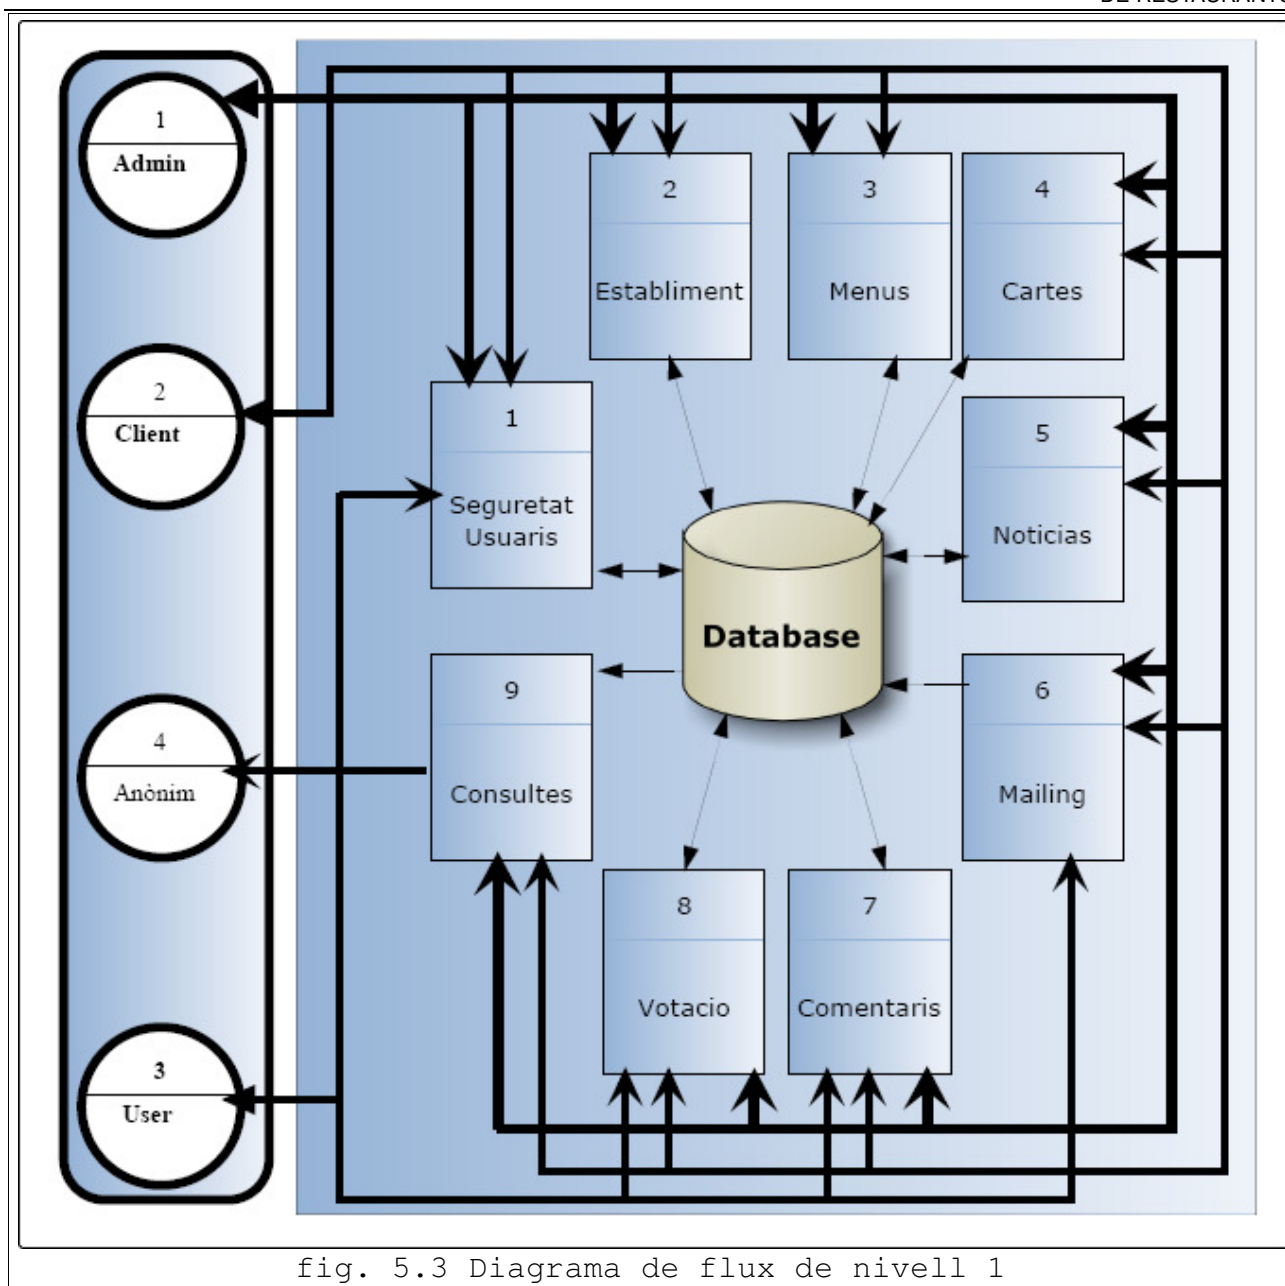 1
Admin
2
Client
4
Anònim
3
User
2
Establiment
3
Menus
4
Cartes
1
Seguretat
Usuaris
5
Noticias
Database
9
Consultes
6
Mailing
8
Votacio
7
Comentaris
fig. 5.3 Diagrama de flux de nivell 1